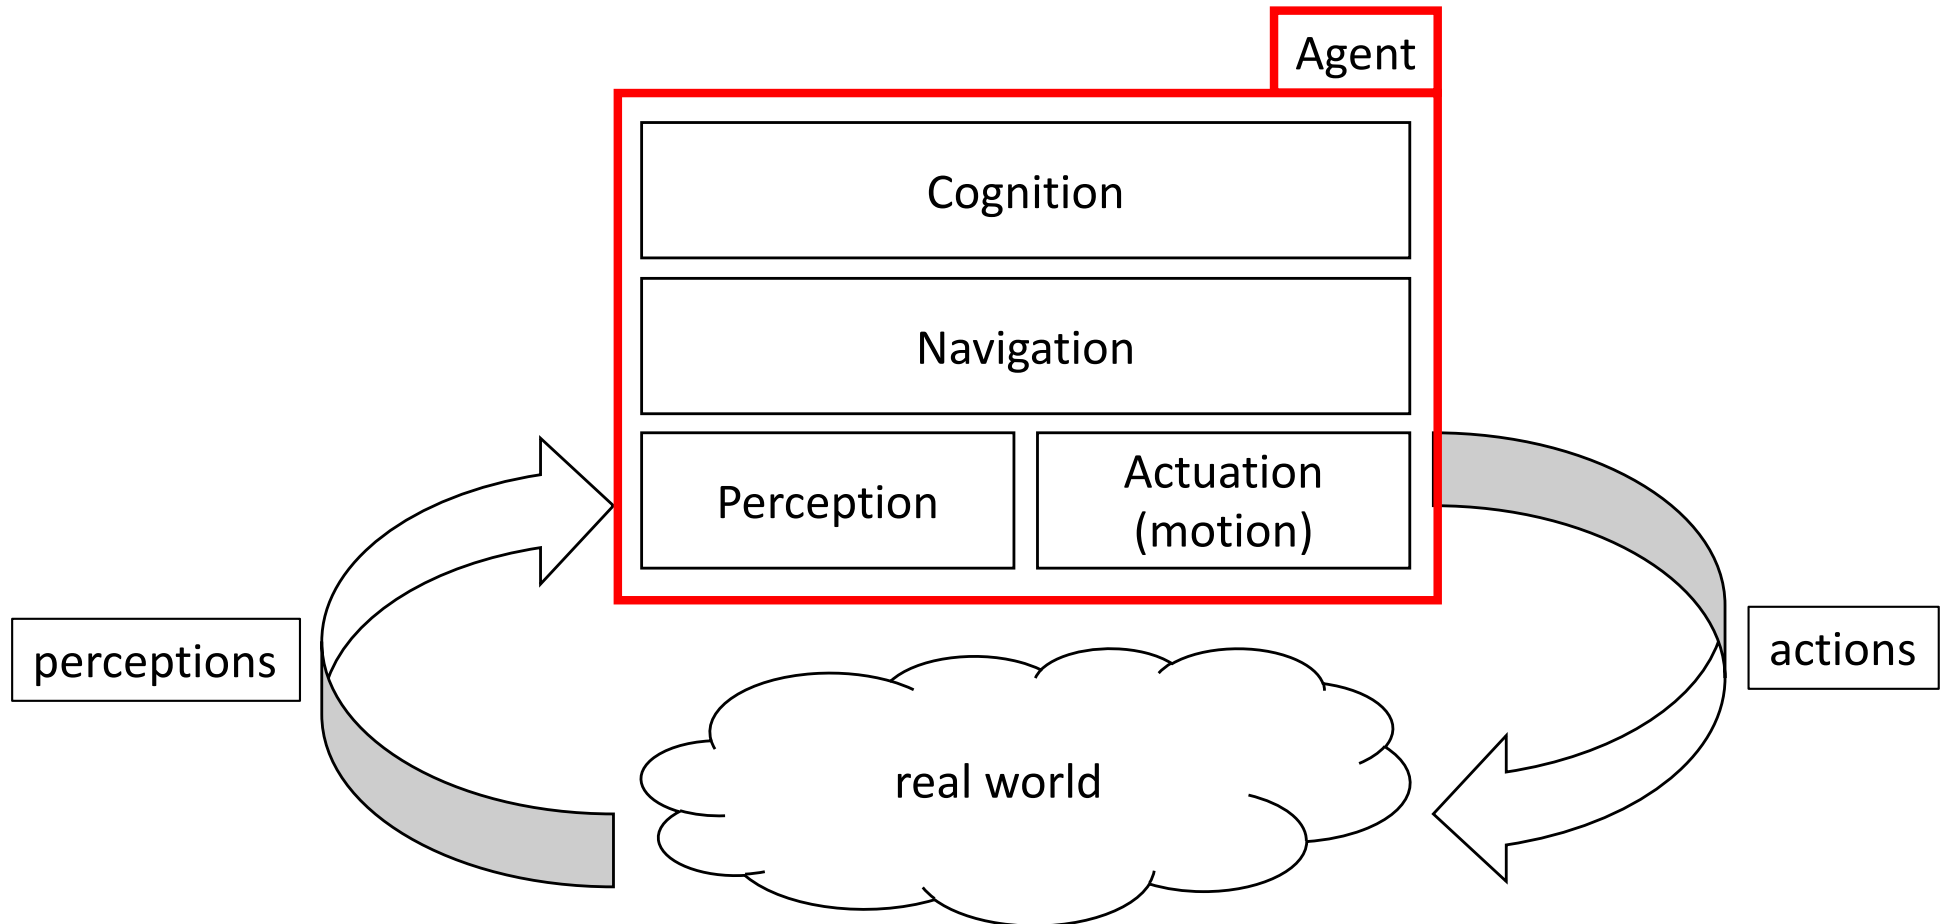 Agent
Cognition
Navigation
Perception
Actuation
(motion)
perceptions
actions
real world